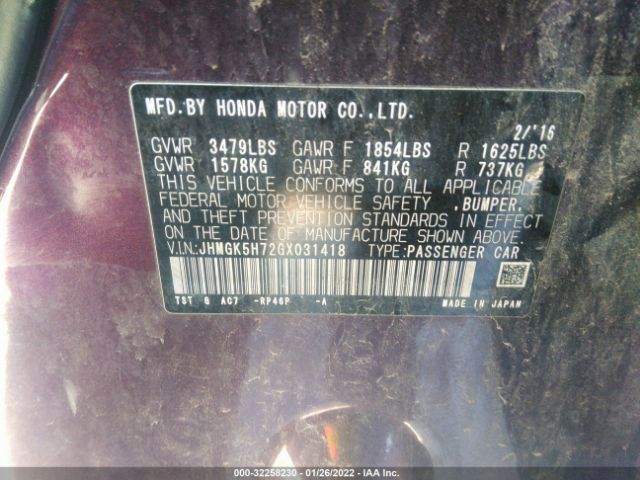 MFD.BY HONDA MOTOR CO.,LTD.
2/'16
GVWR 3479LBS GAWR F 1854LBS R 1625LBS
GVWR 1578KG GAWR F 841KG R 737KG
THIS VEHICLE CONFORMS TO ALL APPLICABLE
FEDERAL MOTOR VEHICLE SAFETY ,BUMPER,
AND THEFT PREVENTION STANDARDS IN EFFECT
ON THE DATE OF MANUFACTURE SHOWN ABOVE.
V.IN:JHMGK5H72GX031418 TYPE:PASSENGER CAR
TST G AC7 -RP46P -A MADE IN JAPAN
000-32258230 - 01/26/2022 - IAA Inc.